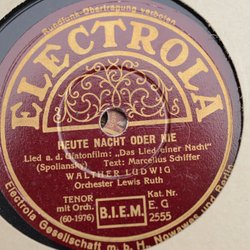 Rundfunk-Übertragung verboten
ELECTROLA
HEUTE NACHT ODER NIE
Lied a. d. Cinétonfilm: „Das Lied einer Nacht"
(Spoliansky) Text: Marcellus Schiffer
WALTHER LUDWIG
Orchester Lewis Ruth
TENOR
mit Orch.
(60-1976)
B.I.E.M.
Kat. Nr.
E. G
2555
Electrola Gesellschaft m. b. H., Nowawes und Berlin